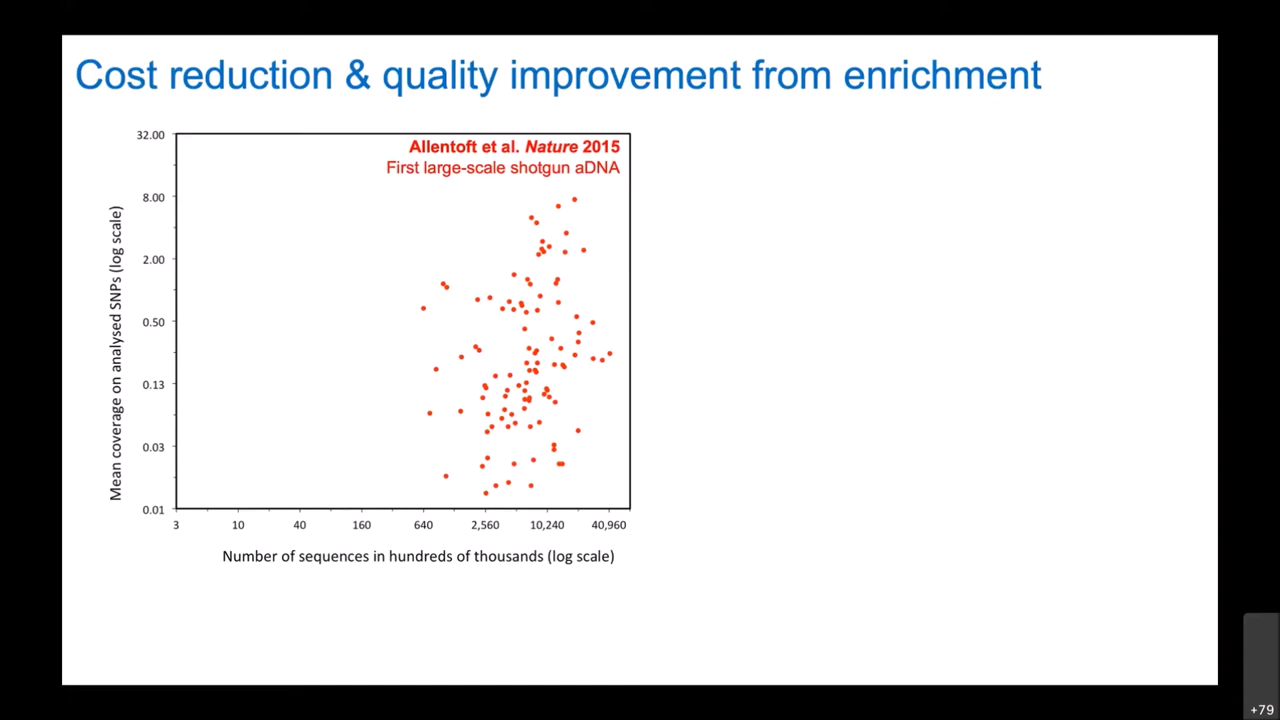 Cost reduction & quality improvement from enrichment
Allentoft et al. Nature 2015
First large-scale shotgun aDNA
Mean coverage on analysed SNPs (log scale)
32.00
8.00
2.00
0.50
0.13
0.03
0.01
3 10 40 160 640 2,560 10,240 40,960
Number of sequences in hundreds of thousands (log scale)
+79